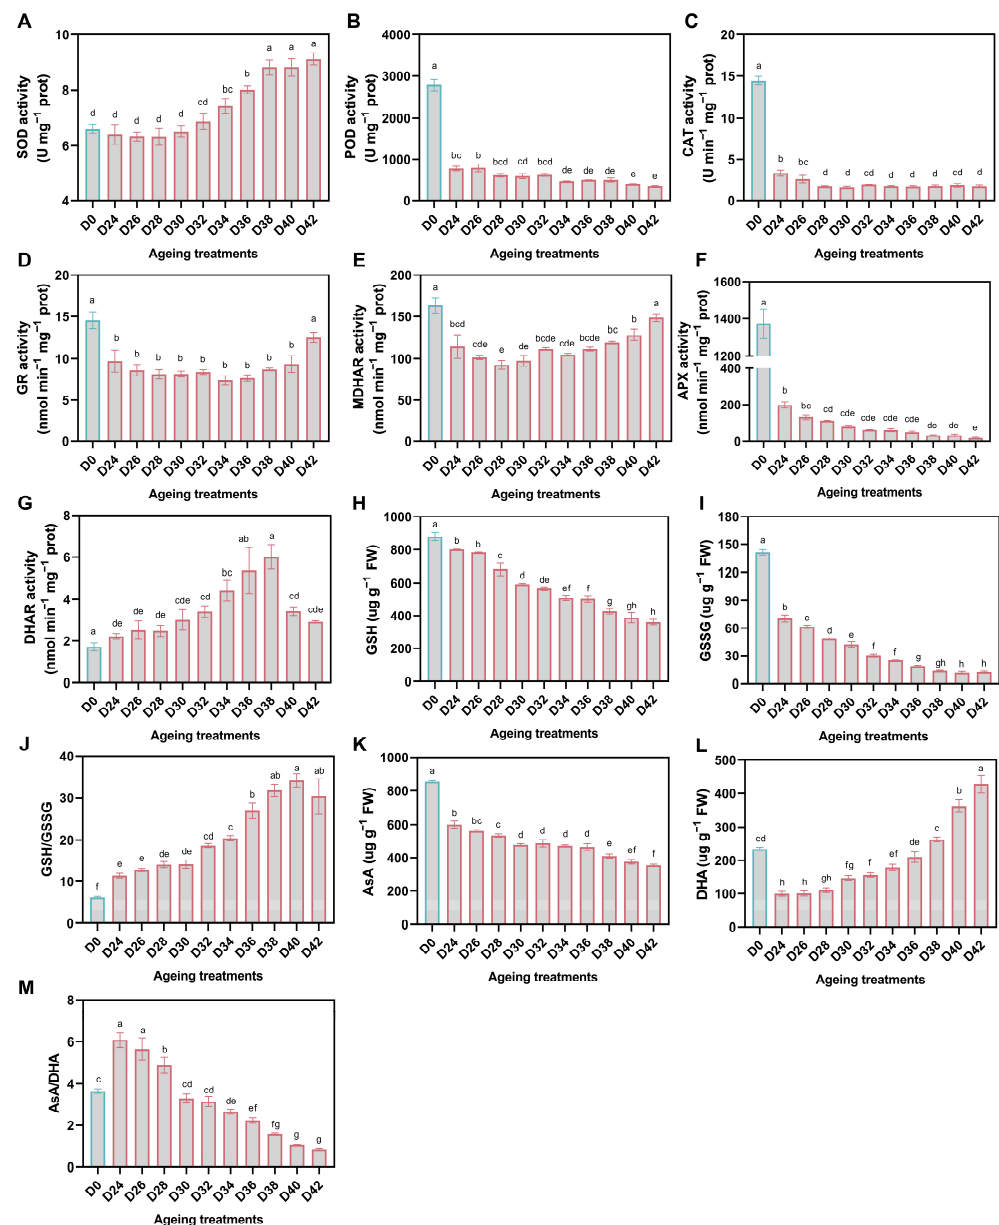 A
SOD activity
(U mg⁻¹ prot)
10
8
6
4
d d d d d cd bc b a a a
D0 D24 D26 D28 D30 D32 D34 D36 D38 D40 D42
Ageing treatments
B
POD activity
(U mg⁻¹ prot)
4000
3000
2000
1000
0
a bc b bcd cd bcd de de de e e
D0 D24 D26 D28 D30 D32 D34 D36 D38 D40 D42
Ageing treatments
C
CAT activity
(U min⁻¹ mg⁻¹ prot)
20
15
10
5
0
a b bc d d d d d d cd d
D0 D24 D26 D28 D30 D32 D34 D36 D38 D40 D42
Ageing treatments
D
GR activity
(nmol min⁻¹ mg⁻¹ prot)
20
15
10
5
0
a b b b b b b b b b a
D0 D24 D26 D28 D30 D32 D34 D36 D38 D40 D42
Ageing treatments
E
MDHAR activity
(nmol min⁻¹ mg⁻¹ prot)
200
150
100
50
0
a bcd cde e de bcde cde bcde bc b a
D0 D24 D26 D28 D30 D32 D34 D36 D38 D40 D42
Ageing treatments
F
APX activity
(nmol min⁻¹ mg⁻¹ prot)
1600
1400
1200
400
200
0
a b bc cd cde cde cde cde de de e
D0 D24 D26 D28 D30 D32 D34 D36 D38 D40 D42
Ageing treatments
G
DHAR activity
(nmol min⁻¹ mg⁻¹ prot)
8
6
4
2
0
a de de de cde cde bc ab a cde cde
D0 D24 D26 D28 D30 D32 D34 D36 D38 D40 D42
Ageing treatments
H
GSH (ug g⁻¹ FW)
1000
800
600
400
200
0
a b h c d de ef f g gh h
D0 D24 D26 D28 D30 D32 D34 D36 D38 D40 D42
Ageing treatments
I
GSSG (ug g⁻¹ FW)
180
150
120
90
60
30
0
a b c d e f f g gh h h
D0 D24 D26 D28 D30 D32 D34 D36 D38 D40 D42
Ageing treatments
J
GSH/GSSG
40
30
20
10
0
f e e de de cd c b ab a ab
D0 D24 D26 D28 D30 D32 D34 D36 D38 D40 D42
Ageing treatments
K
AsA (ug g⁻¹ FW)
1000
800
600
400
200
0
a b bc c d d d d e ef f
D0 D24 D26 D28 D30 D32 D34 D36 D38 D40 D42
Ageing treatments
L
DHA (ug g⁻¹ FW)
500
400
300
200
100
0
cd h h gh fg f ef de c b a
D0 D24 D26 D28 D30 D32 D34 D36 D38 D40 D42
Ageing treatments
M
AsA/DHA
8
6
4
2
0
c a a b cd cd de ef fg g g
D0 D24 D26 D28 D30 D32 D34 D36 D38 D40 D42
Ageing treatments